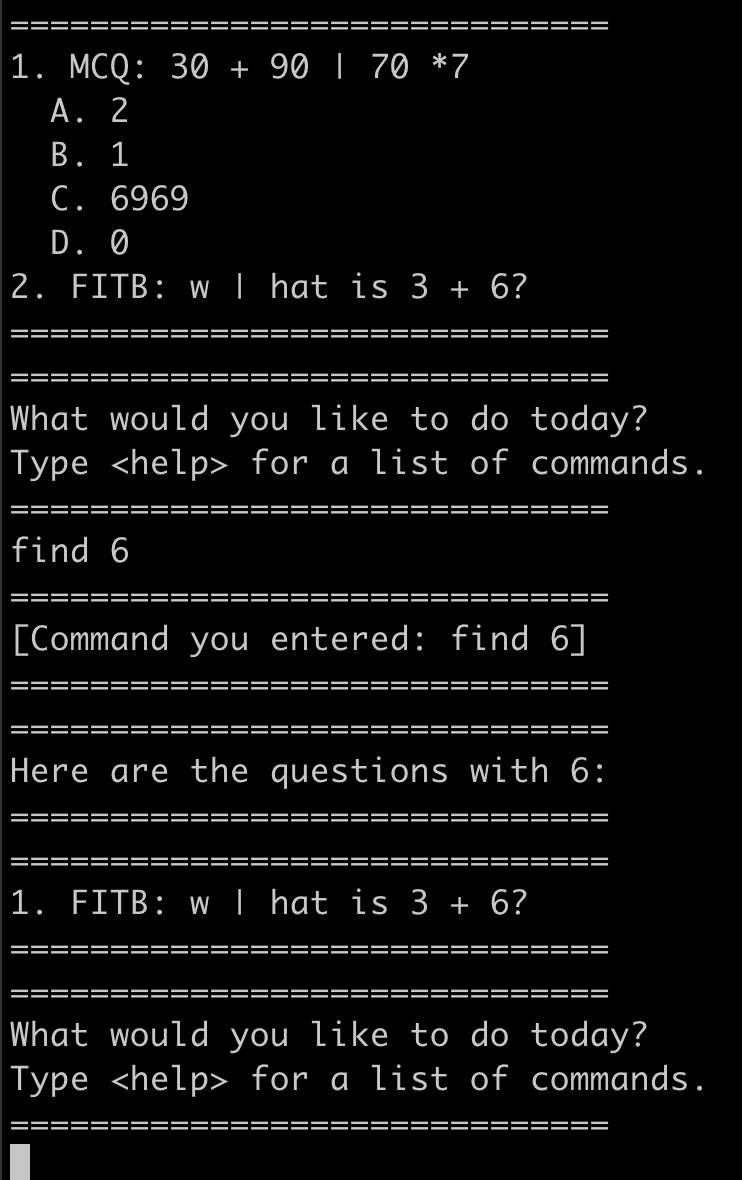 ==============================
1. MCQ: 30 + 90 | 70 *7
  A. 2
  B. 1
  C. 6969
  D. 0
2. FITB: w | hat is 3 + 6?
==============================
==============================
What would you like to do today?
Type <help> for a list of commands.
==============================
find 6
==============================
[Command you entered: find 6]
==============================
==============================
Here are the questions with 6:
==============================
==============================
1. FITB: w | hat is 3 + 6?
==============================
==============================
What would you like to do today?
Type <help> for a list of commands.
==============================